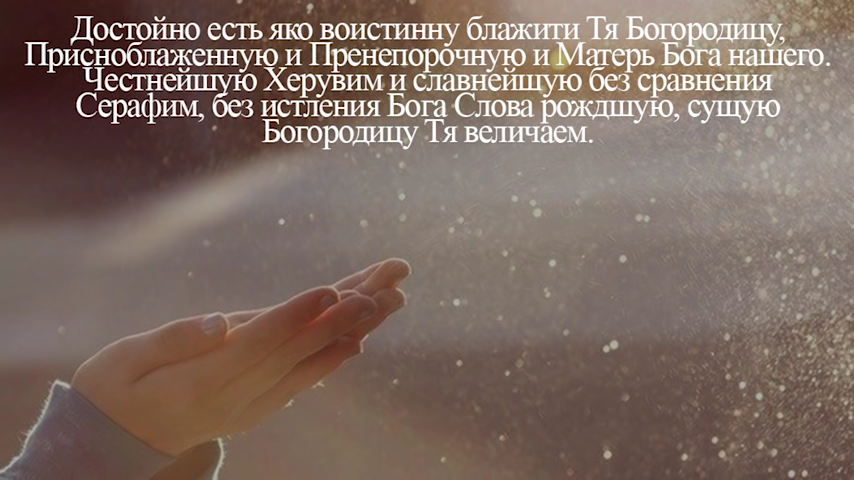 Достойно есть яко воистинну блажити Тя Богородицу,
Присноблаженную и Пренепорочную и Матерь Бога нашего.
Честнейшую Херувим и славнейшую без сравнения
Серафим, без истления Бога Слова рождшую, сущую
Богородицу Тя величаем.